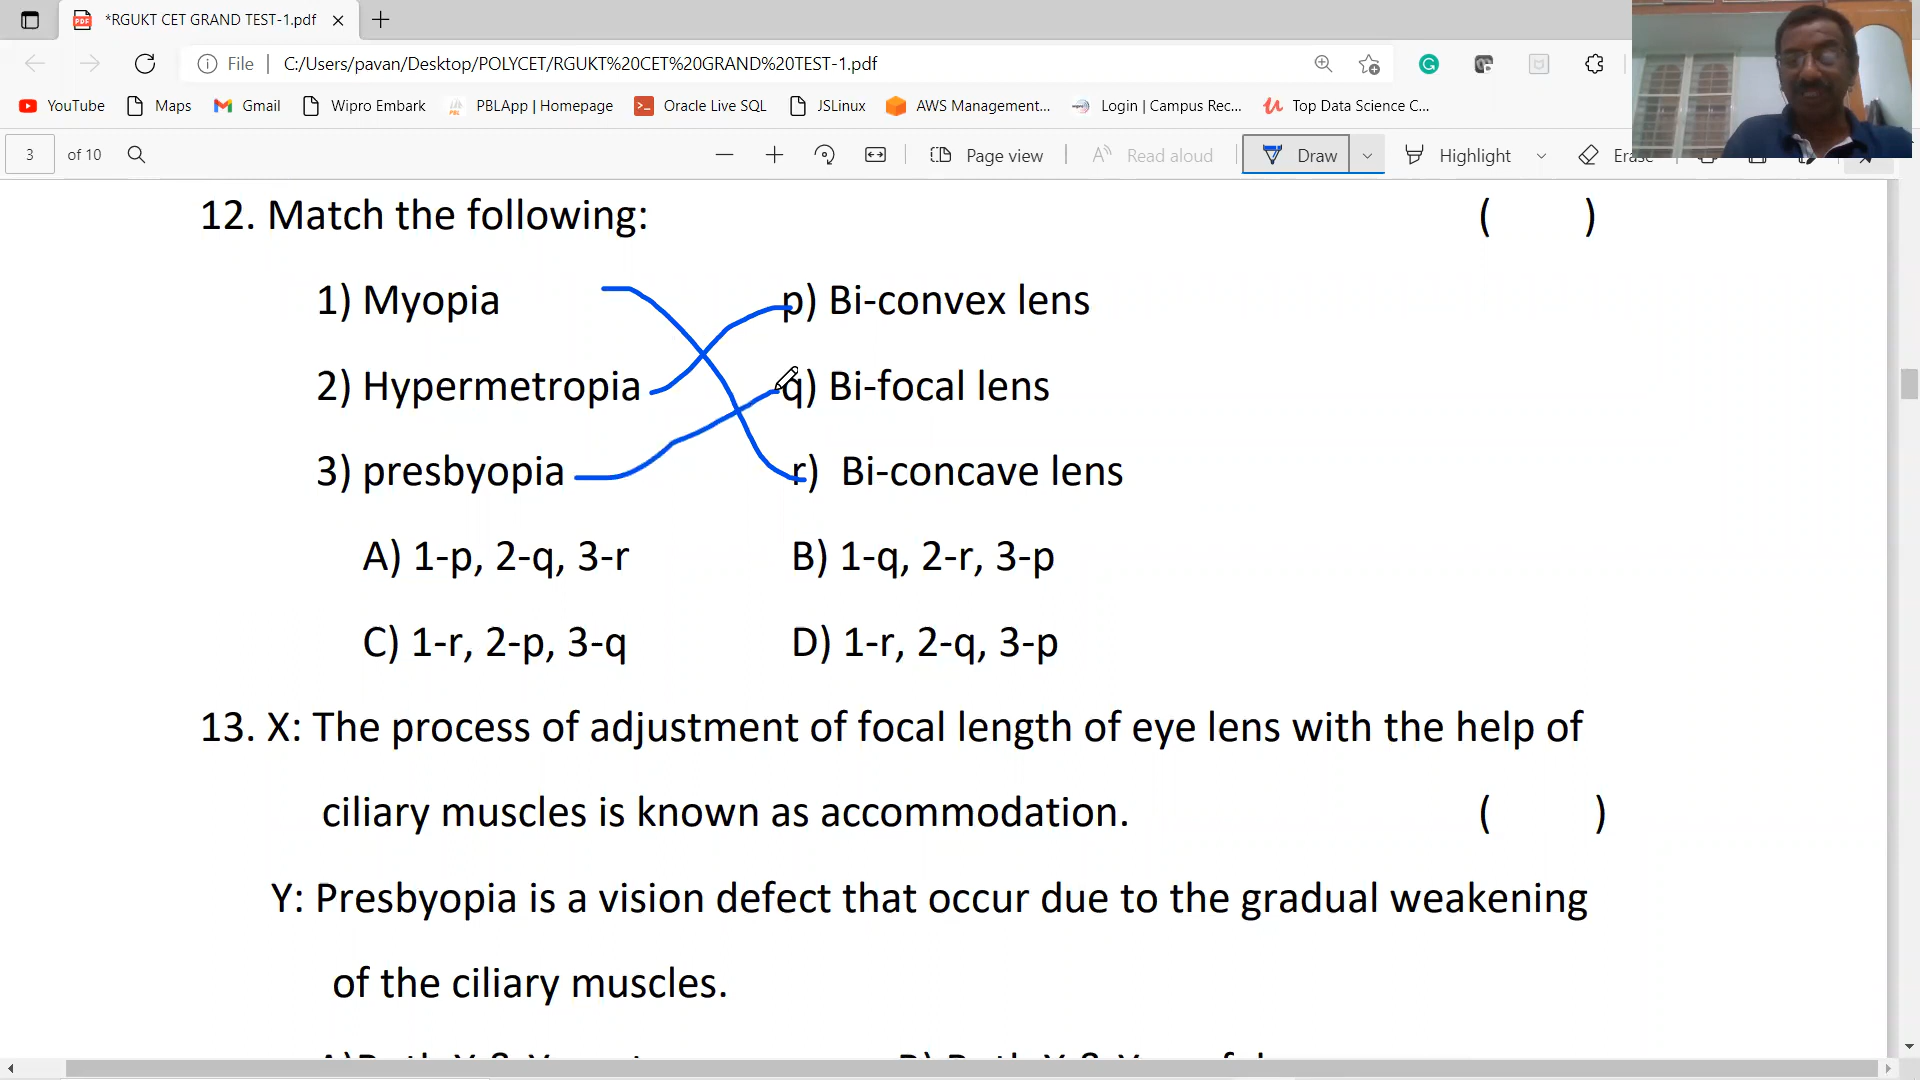 *RGUKT CET GRAND TEST-1.pdf
File C:/Users/pavan/Desktop/POLYCET/RGUKT%20CET%20GRAND%20TEST-1.pdf
YouTube Maps Gmail Wipro Embark PBLApp | Homepage Oracle Live SQL JSLinux AWS Management... Login | Campus Rec... Top Data Science C...
3 of 10 Page view Read aloud Draw Highlight Erase
12. Match the following: ( )
1) Myopia p) Bi-convex lens
2) Hypermetropia q) Bi-focal lens
3) presbyopia r) Bi-concave lens
A) 1-p, 2-q, 3-r B) 1-q, 2-r, 3-p
C) 1-r, 2-p, 3-q D) 1-r, 2-q, 3-p
13. X: The process of adjustment of focal length of eye lens with the help of
ciliary muscles is known as accommodation. ( )
Y: Presbyopia is a vision defect that occur due to the gradual weakening
of the ciliary muscles.